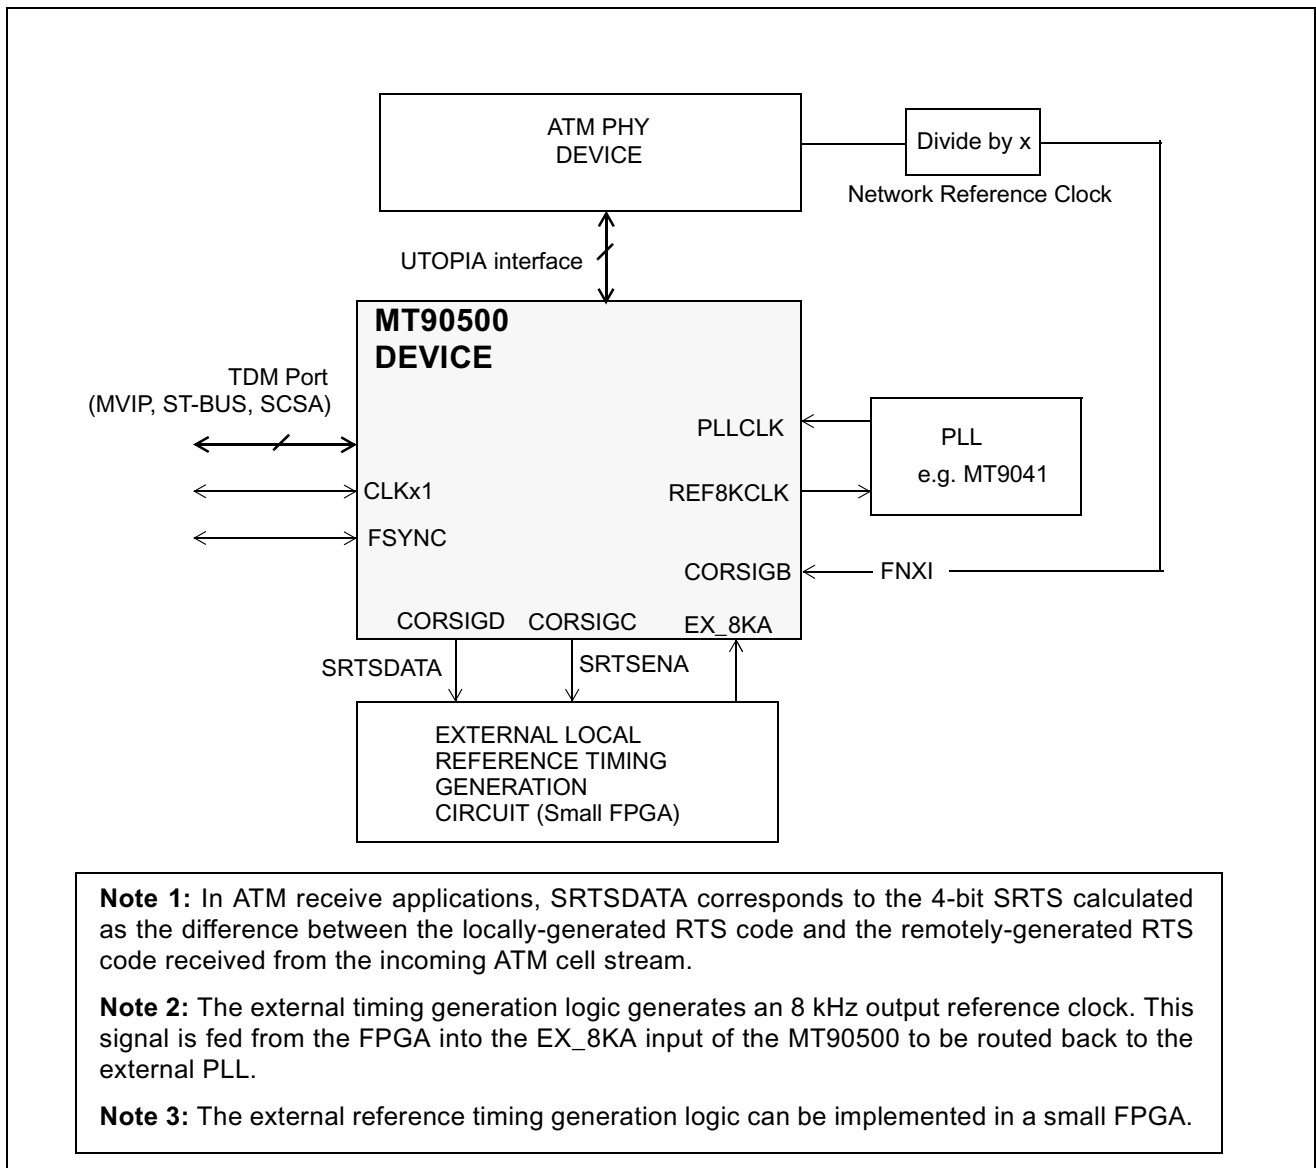 ATM PHY
DEVICE
Divide by x
Network Reference Clock
UTOPIA interface
MT90500
DEVICE
TDM Port
(MVIP, ST-BUS, SCSA)
PLLCLK
PLL
e.g. MT9041
CLKx1
REF8KCLK
FSYNC
CORSIGB
FNXI
CORSIGD
CORSIGC
EX_8KA
SRTSDATA
SRTSENA
EXTERNAL LOCAL
REFERENCE TIMING
GENERATION
CIRCUIT (Small FPGA)
Note 1: In ATM receive applications, SRTSDATA corresponds to the 4-bit SRTS calculated
as the difference between the locally-generated RTS code and the remotely-generated RTS
code received from the incoming ATM cell stream.
Note 2: The external timing generation logic generates an 8 kHz output reference clock. This
signal is fed from the FPGA into the EX_8KA input of the MT90500 to be routed back to the
external PLL.
Note 3: The external reference timing generation logic can be implemented in a small FPGA.